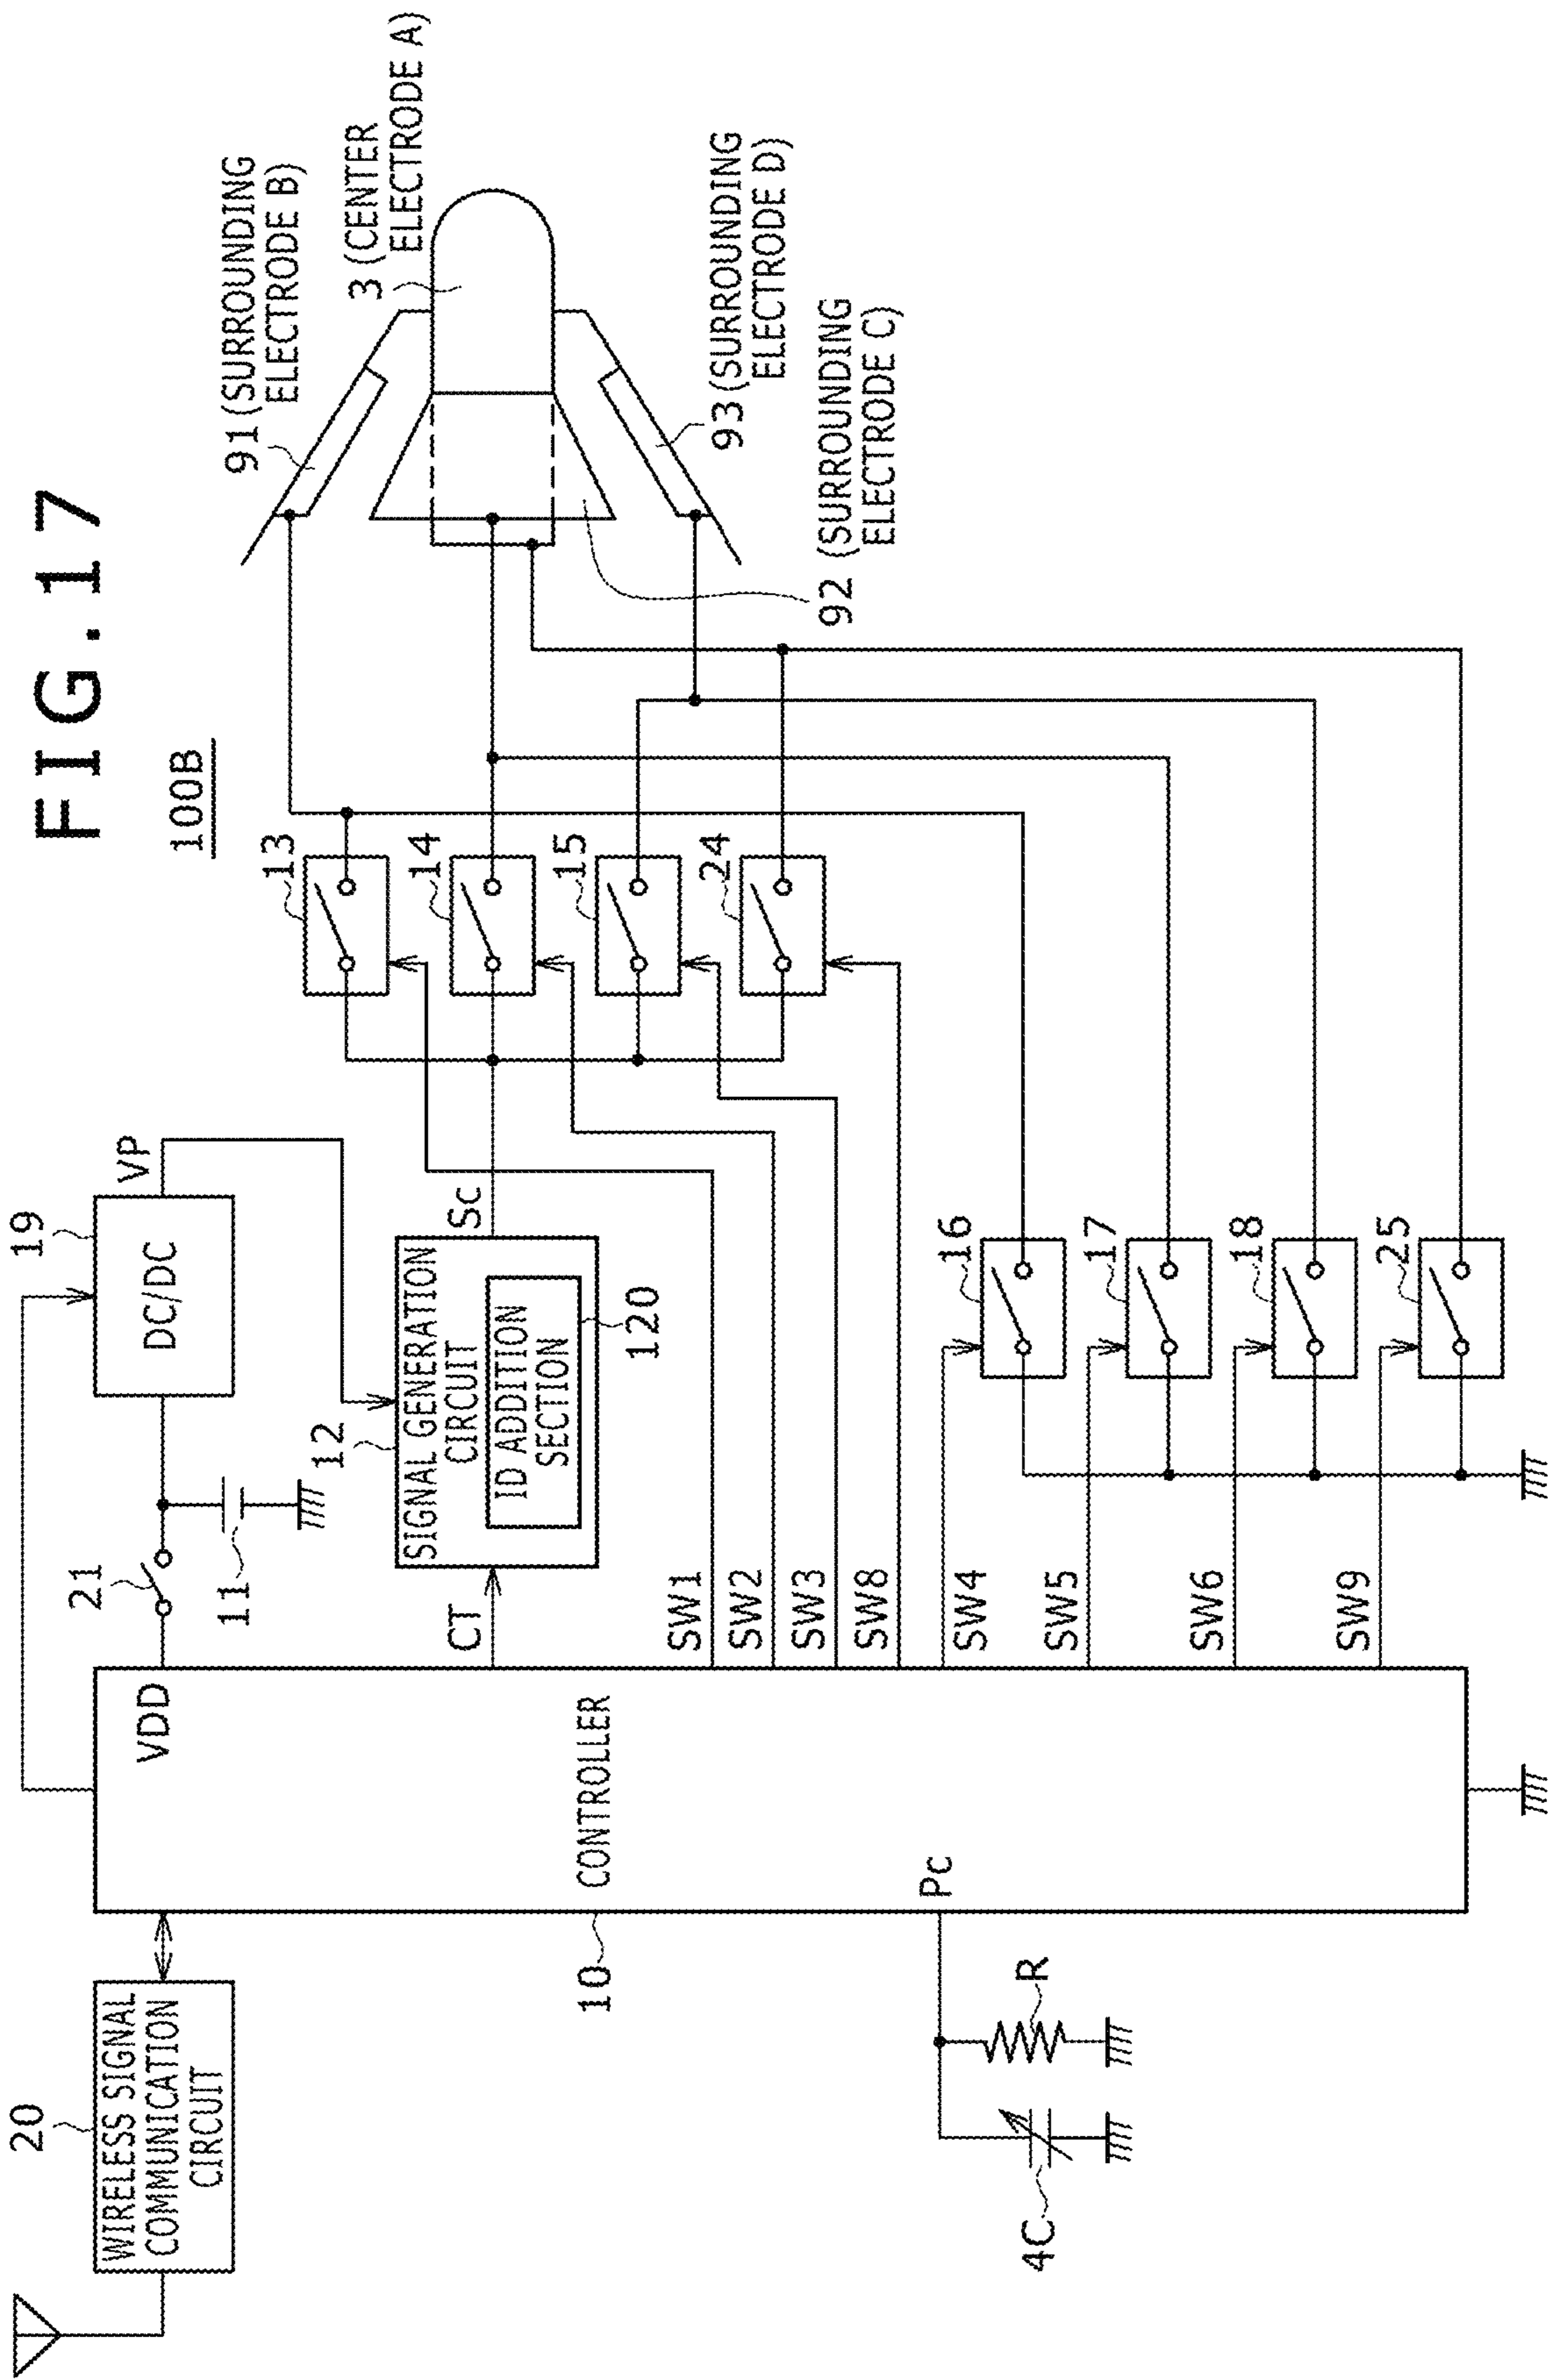 FIG.17
100B
20
WIRELESS SIGNAL
COMMUNICATION
CIRCUIT
VDD
21
11
19
DC/DC
VP
10
CONTROLLER
Pc
4C
R
CT
12
SIGNAL GENERATION
CIRCUIT
ID ADDITION
SECTION
120
Sc
SW1
SW2
SW3
SW8
SW4
SW5
SW6
SW9
13
14
15
24
16
17
18
25
91 (SURROUNDING
ELECTRODE B)
3 (CENTER
ELECTRODE A)
93 (SURROUNDING
ELECTRODE D)
92 (SURROUNDING
ELECTRODE C)